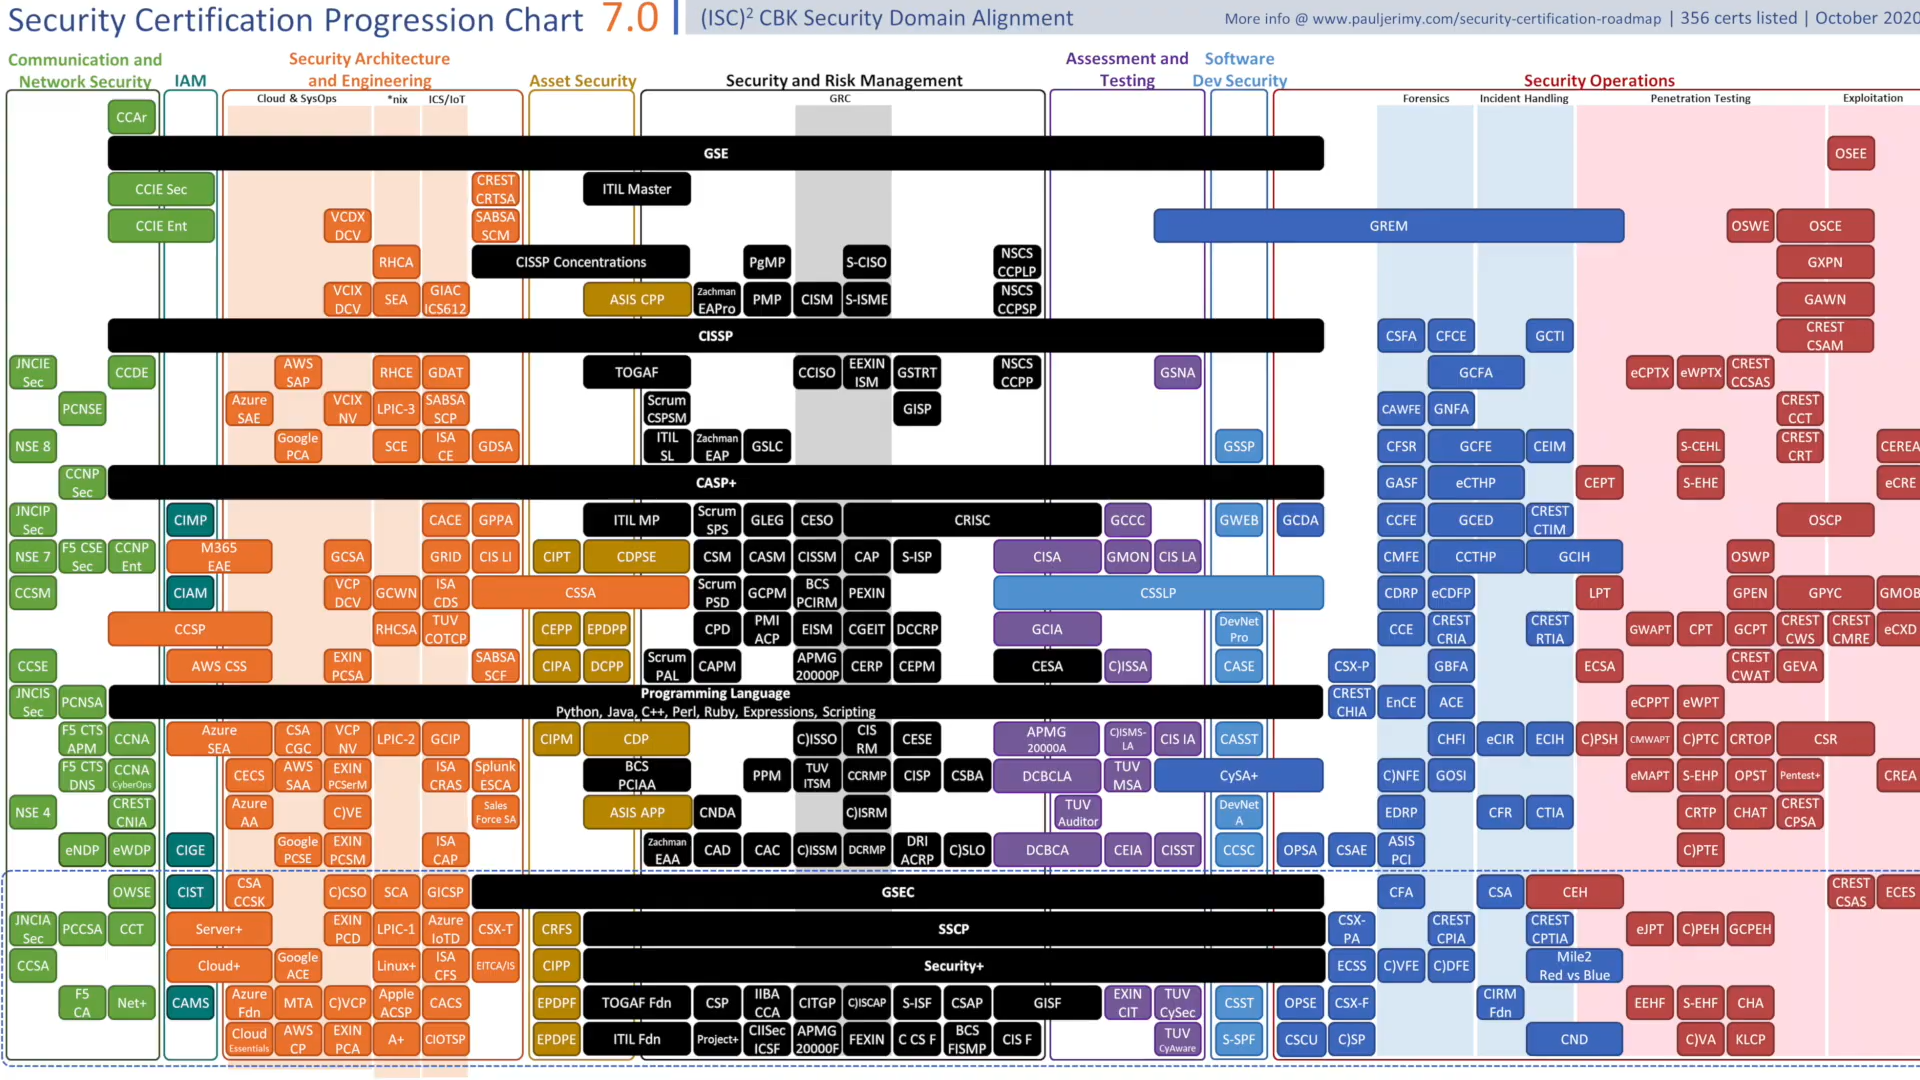 Security Certification Progression Chart 7.0
(ISC)² CBK Security Domain Alignment
More info @ www.pauljerimy.com/security-certification-roadmap | 356 certs listed | October 2020
Communication and
Network Security
IAM
Security Architecture
and Engineering
Asset Security
Security and Risk Management
Assessment and
Testing
Software
Dev Security
Security Operations
Cloud & SysOps
*nix
ICS/IoT
GRC
Forensics
Incident Handling
Penetration Testing
Exploitation
CCAr
GSE
OSEE
CCIE Sec
CREST
CRTSA
ITIL Master
CCIE Ent
VCDX
DCV
SABSA
SCM
GREM
OSWE
OSCE
RHCA
CISSP Concentrations
PgMP
S-CISO
NSCS
CCPLP
GXPN
VCIX
DCV
SEA
GIAC
ICS612
ASIS CPP
Zachman
EAPro
PMP
CISM
S-ISME
NSCS
CCPSP
GAWN
CISSP
CSFA
CFCE
GCTI
CREST
CSAM
JNCIE
Sec
CCDE
AWS
SAP
RHCE
GDAT
TOGAF
CCISO
EEXIN
ISM
GSTRT
NSCS
CCPP
GSNA
GCFA
eCPTX
eWPTX
CREST
CCSAS
PCNSE
Azure
SAE
VCIX
NV
LPIC-3
SABSA
SCP
Scrum
CSPSM
GISP
CAWFE
GNFA
CREST
CCT
NSE 8
Google
PCA
SCE
ISA
CE
GDSA
ITIL
SL
Zachman
EAP
GSLC
GSSP
CFSR
GCFE
CEIM
S-CEHL
CREST
CRT
CEREA
CCNP
Sec
CASP+
GASF
eCTHP
CEPT
S-EHE
eCRE
JNCIP
Sec
CIMP
CACE
GPPA
ITIL MP
Scrum
SPS
GLEG
CESO
CRISC
GCCC
GWEB
GCDA
CCFE
GCED
CREST
CTIM
OSCP
NSE 7
F5 CSE
Sec
CCNP
Ent
M365
EAE
GCSA
GRID
CIS LI
CIPT
CDPSE
CSM
CASM
CISSM
CAP
S-ISP
CISA
GMON
CIS LA
CMFE
CCTHP
GCIH
OSWP
CCSM
CIAM
VCP
DCV
GCWN
ISA
CDS
CSSA
Scrum
PSD
GCPM
BCS
PCIRM
PEXIN
CSSLP
CDRP
eCDFP
LPT
GPEN
GPYC
GMOB
CCSP
RHCSA
TUV
COTCP
CEPP
EPDPP
CPD
PMI
ACP
EISM
CGEIT
DCCRP
GCIA
DevNet
Pro
CCE
CREST
CRIA
CREST
RTIA
GWAPT
CPT
GCPT
CREST
CWS
CREST
CMRE
eCXD
CCSE
AWS CSS
EXIN
PCSA
SABSA
SCF
CIPA
DCPP
Scrum
PAL
CAPM
APMG
20000P
CERP
CEPM
CESA
C)ISSA
CASE
CSX-P
GBFA
ECSA
CREST
CWAT
GEVA
JNCIS
Sec
PCNSA
Programming Language
Python, Java, C++, Perl, Ruby, Expressions, Scripting
CREST
CHIA
EnCE
ACE
eCPPT
eWPT
F5 CTS
APM
CCNA
Azure
SEA
CSA
CGC
VCP
NV
LPIC-2
GCIP
CIPM
CDP
C)ISSO
CIS
RM
CESE
APMG
20000A
C)ISMS-
LA
CIS IA
CASST
CHFI
eCIR
ECIH
C)PSH
CMWAPT
C)PTC
CRTOP
CSR
F5 CTS
DNS
CCNA
CyberOps
CECS
AWS
SAA
EXIN
PCSerM
ISA
CRAS
Splunk
ESCA
BCS
PCIAA
PPM
TUV
ITSM
CCRMP
CISP
CSBA
DCBCLA
TUV
MSA
CySA+
C)NFE
GOSI
eMAPT
S-EHP
OPST
Pentest+
CREA
NSE 4
CREST
CNIA
Azure
AA
C)VE
Sales
Force SA
ASIS APP
CNDA
C)ISRM
TUV
Auditor
DevNet
A
EDRP
CFR
CTIA
CRTP
CHAT
CREST
CPSA
eNDP
eWDP
CIGE
Google
PCSE
EXIN
PCSM
ISA
CAP
Zachman
EAA
CAD
CAC
C)ISSM
DCRMP
DRI
ACRP
C)SLO
DCBCA
CEIA
CISST
CCSC
OPSA
CSAE
ASIS
PCI
C)PTE
OWSE
CIST
CSA
CCSK
C)CSO
SCA
GICSP
GSEC
CFA
CSA
CEH
CREST
CSAS
ECES
JNCIA
Sec
PCCSA
CCT
Server+
EXIN
PCD
LPIC-1
Azure
IoTD
CSX-T
CRFS
SSCP
CSX-
PA
CREST
CPIA
CREST
CPTIA
eJPT
C)PEH
GCPEH
CCSA
Cloud+
Google
ACE
Linux+
ISA
CFS
EITCA/IS
CIPP
Security+
ECSS
C)VFE
C)DFE
Mile2
Red vs Blue
F5
CA
Net+
CAMS
Azure
Fdn
MTA
C)VCP
Apple
ACSP
CACS
EPDPF
TOGAF Fdn
CSP
IIBA
CCA
CITGP
C)ISCAP
S-ISF
CSAP
GISF
EXIN
CIT
TUV
CySec
CSST
OPSE
CSX-F
CIRM
Fdn
EEHF
S-EHF
CHA
Cloud
Essentials
AWS
CP
EXIN
PCA
A+
CIOTSP
EPDPE
ITIL Fdn
Project+
CIISec
ICSF
APMG
20000F
FEXIN
C CS F
BCS
FISMP
CIS F
TUV
CyAware
S-SPF
CSCU
C)SP
CND
C)VA
KLCP